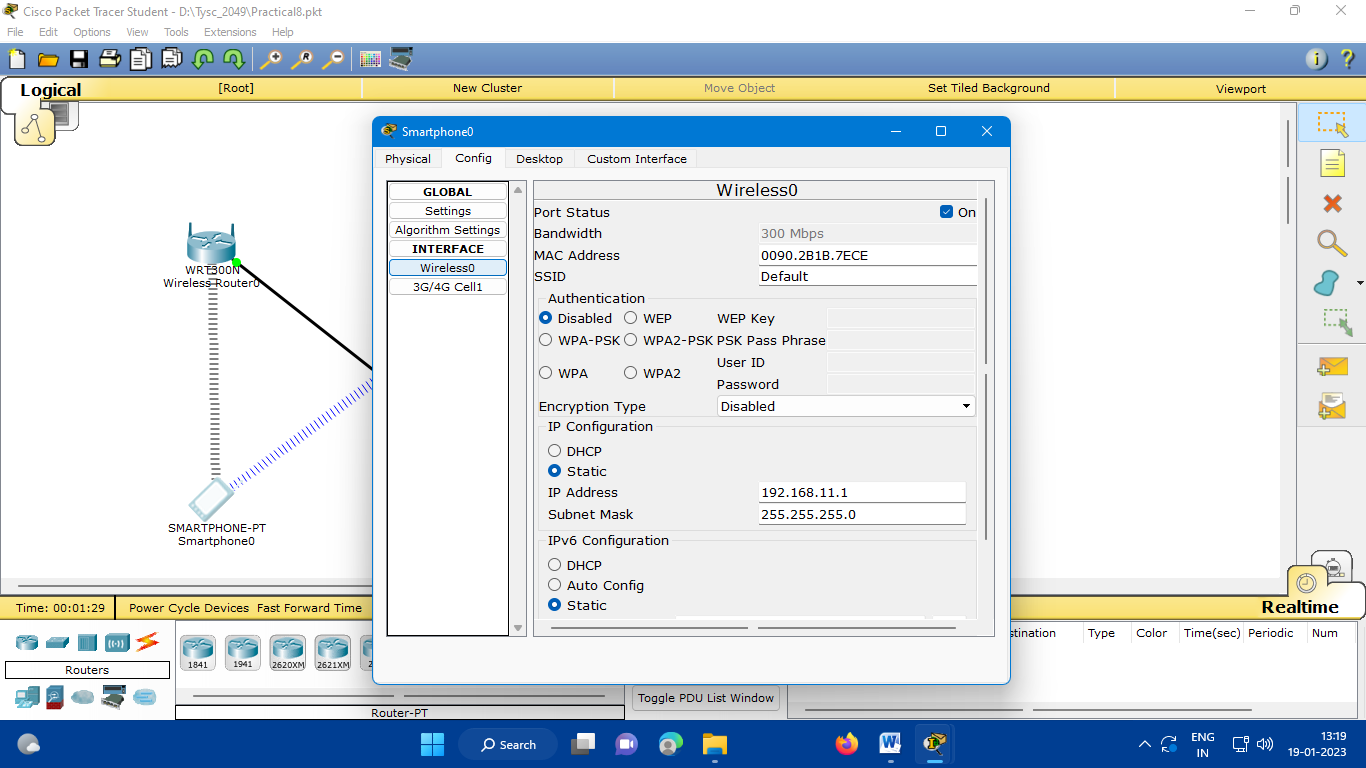 Cisco Packet Tracer Student - D:\Tysc_2049\Practical8.pkt
File Edit Options View Tools Extensions Help
Logical [Root] New Cluster Move Object Set Tiled Background Viewport
WRT300N
Wireless Router0
SMARTPHONE-PT
Smartphone0
Smartphone0
Physical Config Desktop Custom Interface
GLOBAL
Settings
Algorithm Settings
INTERFACE
Wireless0
3G/4G Cell1
Wireless0
Port Status On
Bandwidth 300 Mbps
MAC Address 0090.2B1B.7ECE
SSID Default
Authentication
Disabled WEP WEP Key
WPA-PSK WPA2-PSK PSK Pass Phrase
User ID
WPA WPA2
Password
Encryption Type Disabled
IP Configuration
DHCP
Static
IP Address 192.168.11.1
Subnet Mask 255.255.255.0
IPv6 Configuration
DHCP
Auto Config
Static
Time: 00:01:29 Power Cycle Devices Fast Forward Time Realtime
Routers
1841 1941 2620XM 2621XM
Router-PT
Toggle PDU List Window
stination Type Color Time(sec) Periodic Num
Search
ENG
IN
13:19
19-01-2023